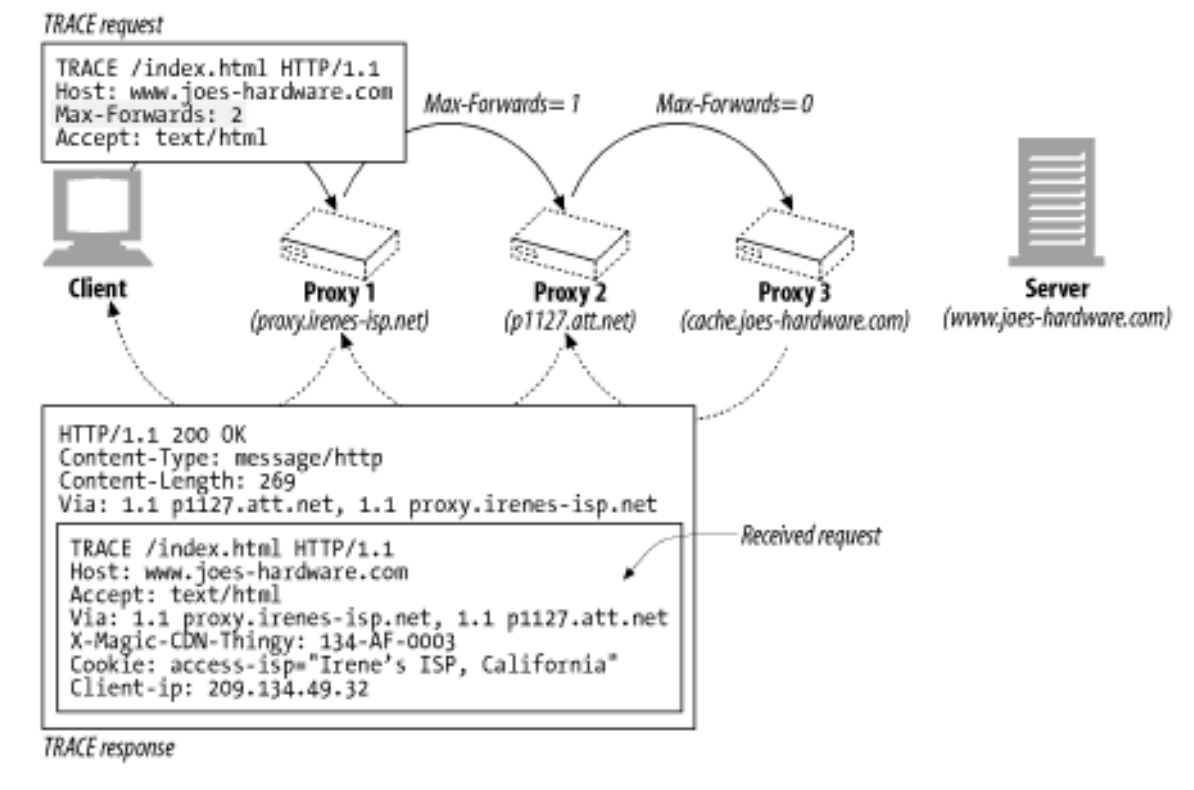 TRACE request
TRACE /index.html HTTP/1.1
Host: www.joes-hardware.com
Max-Forwards: 2
Accept: text/html
Max-Forwards= 1
Max-Forwards= 0
Client
Proxy 1
(proxy.irenes-isp.net)
Proxy 2
(p1127.att.net)
Proxy 3
(cache.joes-hardware.com)
Server
(www.joes-hardware.com)
HTTP/1.1 200 OK
Content-Type: message/http
Content-Length: 269
Via: 1.1 p1127.att.net, 1.1 proxy.irenes-isp.net
TRACE /index.html HTTP/1.1
Host: www.joes-hardware.com
Accept: text/html
Via: 1.1 proxy.irenes-isp.net, 1.1 p1127.att.net
X-Magic-CDN-Thingy: 134-AF-0003
Cookie: access-isp="Irene's ISP, California"
Client-ip: 209.134.49.32
Received request
TRACE response